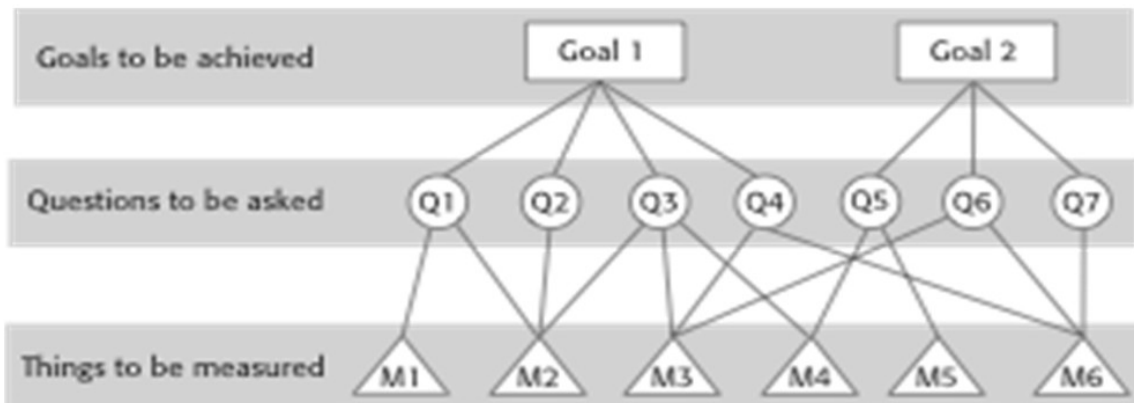 Goals to be achieved
Goal 1
Goal 2
Questions to be asked
Q1
Q2
Q3
Q4
Q5
Q6
Q7
Things to be measured
M1
M2
M3
M4
M5
M6